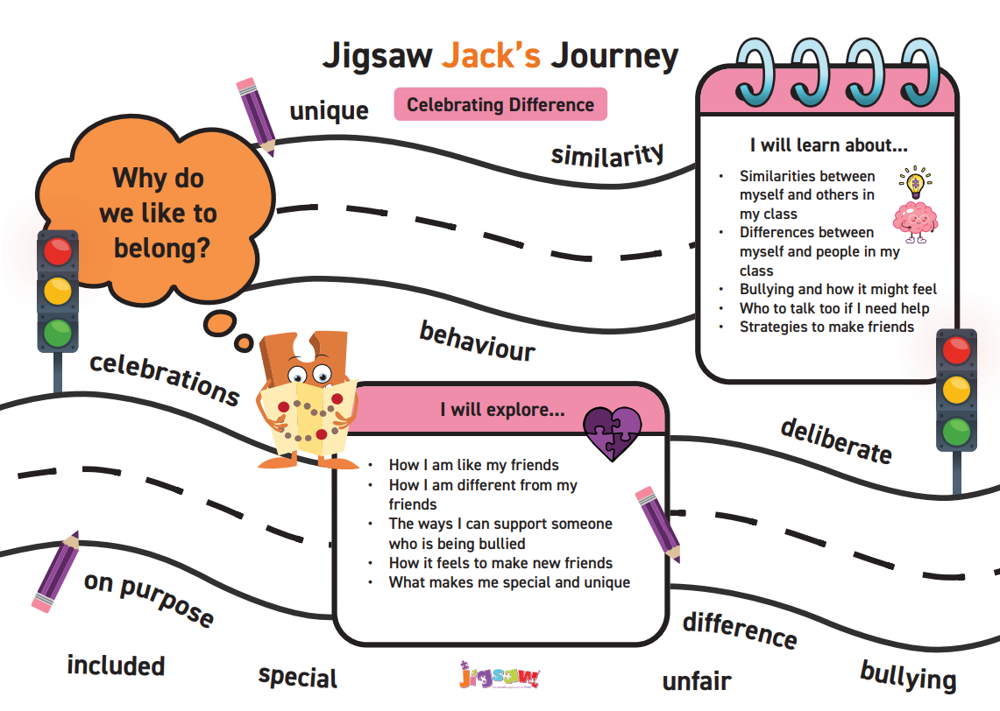 Jigsaw Jack's Journey
Celebrating Difference
unique
similarity
Why do
we like to
belong?
I will learn about...
• Similarities between
myself and others in
my class
• Differences between
myself and people in my
class
• Bullying and how it might feel
• Who to talk too if I need help
• Strategies to make friends
behaviour
celebrations
I will explore...
• How I am like my friends
• How I am different from my
friends
• The ways I can support someone
who is being bullied
• How it feels to make new friends
• What makes me special and unique
deliberate
on purpose
difference
included
special
jigsaw
unfair
bullying